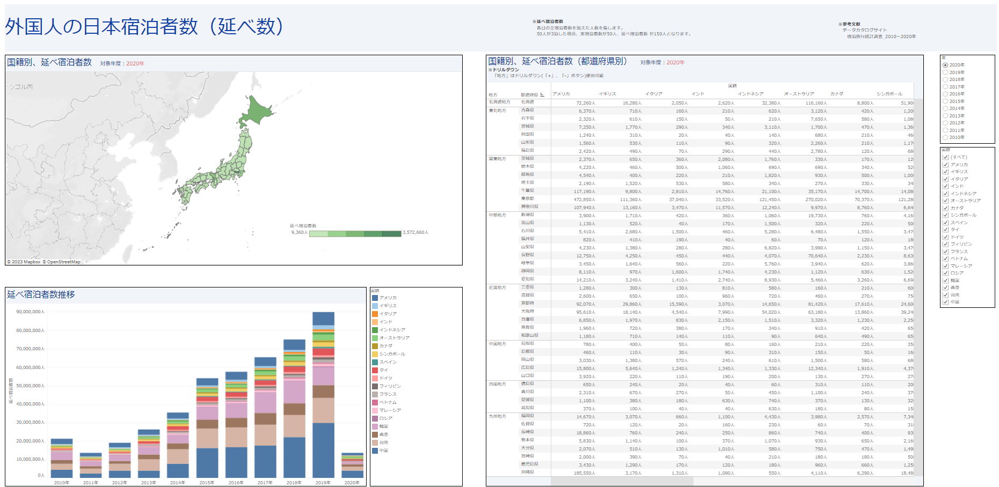 外国人の日本宿泊者数（延べ数）
※延べ宿泊者数
各日の全宿泊者数を加えた人数を指します。
50人が3泊した場合、実宿泊者数が50人、延べ宿泊者数 が150人となります。
※参考文献
データカタログサイト
宿泊旅行統計調査_2010～2020年
国籍別、延べ宿泊者数 対象年度：2020年
ーンゴル国
延べ宿泊者数
9,360人 3,572,660人
© 2023 Mapbox © OpenStreetMap
延べ宿泊者数推移
延べ宿泊者数
90,000,000人
80,000,000人
70,000,000人
60,000,000人
50,000,000人
40,000,000人
30,000,000人
20,000,000人
10,000,000人
0人
2010年 2011年 2012年 2013年 2014年 2015年 2016年 2017年 2018年 2019年 2020年
国籍
アメリカ
イギリス
イタリア
インド
インドネシア
オーストラリア
カナダ
シンガポール
スペイン
タイ
ドイツ
フィリピン
フランス
ベトナム
マレーシア
ロシア
韓国
香港
台湾
中国
国籍別、延べ宿泊者数（都道府県別） 対象年度：2020年
※ドリルダウン
「地方」はドリルダウン(「+」、「-」ボタン)使用可能
国籍
地方 都道府県 アメリカ イギリス イタリア インド インドネシア オーストラリア カナダ シンガポール
北海道地方 北海道 72,260人 16,280人 2,050人 2,620人 32,380人 116,160人 8,800人 51,90
東北地方 青森県 6,370人 710人 160人 210人 620人 3,120人 420人 1,20
岩手県 2,320人 610人 150人 50人 210人 7,650人 580人 1,08
宮城県 7,250人 1,770人 290人 340人 3,110人 1,700人 470人 1,36
秋田県 1,240人 310人 20人 40人 140人 680人 210人 46
山形県 1,560人 530人 110人 90人 320人 2,260人 210人 1,17
福島県 2,420人 490人 70人 290人 440人 2,780人 120人 68
関東地方 茨城県 2,370人 650人 360人 2,080人 1,760人 330人 170人 12
栃木県 4,220人 460人 500人 1,060人 690人 690人 340人 52
群馬県 4,540人 400人 220人 210人 1,820人 930人 500人 1,00
埼玉県 2,190人 1,520人 530人 580人 340人 270人 330人 34
千葉県 117,190人 9,800人 2,810人 14,760人 21,100人 35,170人 14,700人 14,08
東京都 472,850人 111,360人 37,040人 33,520人 121,450人 270,020人 70,370人 121,28
神奈川県 107,940人 13,160人 3,470人 11,570人 12,240人 9,970人 8,760人 6,64
中部地方 新潟県 3,900人 1,710人 420人 360人 1,060人 19,730人 760人 4,16
富山県 1,130人 520人 40人 170人 1,500人 320人 220人 50
石川県 5,410人 2,680人 1,500人 460人 5,280人 6,480人 1,550人 3,47
福井県 820人 410人 190人 40人 60人 70人 120人 18
山梨県 4,230人 1,380人 280人 280人 6,820人 3,990人 1,150人 3,47
長野県 12,750人 4,250人 450人 440人 4,070人 70,640人 2,230人 8,63
岐阜県 3,450人 1,640人 560人 220人 5,760人 3,940人 620人 3,86
静岡県 8,110人 970人 1,600人 1,740人 4,230人 1,120人 630人 1,52
愛知県 14,210人 3,240人 1,410人 2,740人 8,930人 5,460人 3,260人 6,69
近畿地方 三重県 1,280人 300人 130人 810人 580人 160人 210人 60
滋賀県 2,600人 650人 100人 960人 720人 460人 270人 75
京都府 92,070人 29,860人 15,590人 3,070人 14,650人 81,420人 17,610人 24,60
大阪府 95,610人 18,140人 4,540人 7,990人 54,020人 63,180人 13,860人 39,24
兵庫県 6,850人 1,970人 830人 2,150人 1,510人 3,320人 1,230人 2,25
奈良県 1,960人 720人 380人 170人 340人 910人 420人 65
和歌山県 1,180人 710人 140人 110人 90人 640人 490人 65
中国地方 鳥取県 780人 400人 50人 80人 160人 210人 220人 35
島根県 460人 110人 30人 90人 310人 150人 50人 16
岡山県 3,030人 1,380人 570人 240人 610人 1,500人 580人 68
広島県 15,800人 5,640人 1,240人 1,340人 1,330人 12,340人 1,910人 4,37
山口県 3,920人 220人 110人 190人 200人 130人 270人 27
四国地方 徳島県 650人 240人 20人 40人 60人 310人 110人 20
香川県 2,310人 670人 270人 50人 450人 1,100人 240人 37
愛媛県 1,100人 380人 180人 630人 740人 370人 130人 32
高知県 370人 100人 40人 40人 630人 180人 80人 15
九州地方 福岡県 14,670人 3,070人 660人 1,100人 4,430人 3,980人 2,570人 7,34
佐賀県 720人 120人 20人 160人 230人 60人 70人 31
長崎県 18,860人 760人 240人 250人 860人 740人 400人 93
熊本県 5,830人 1,140人 100人 370人 1,070人 930人 650人 2,16
大分県 2,070人 510人 130人 1,010人 580人 750人 470人 1,49
宮崎県 2,000人 390人 70人 40人 210人 180人 180人 50
鹿児島県 3,430人 1,290人 170人 120人 180人 960人 660人 1,25
沖縄県 185,550人 3,170人 1,310人 1,090人 550人 4,110人 6,290人 18,48
年
2020年
2019年
2018年
2017年
2016年
2015年
2014年
2013年
2012年
2011年
2010年
国籍
(すべて)
アメリカ
イギリス
イタリア
インド
インドネシア
オーストラリア
カナダ
シンガポール
スペイン
タイ
ドイツ
フィリピン
フランス
ベトナム
マレーシア
ロシア
韓国
香港
台湾
中国